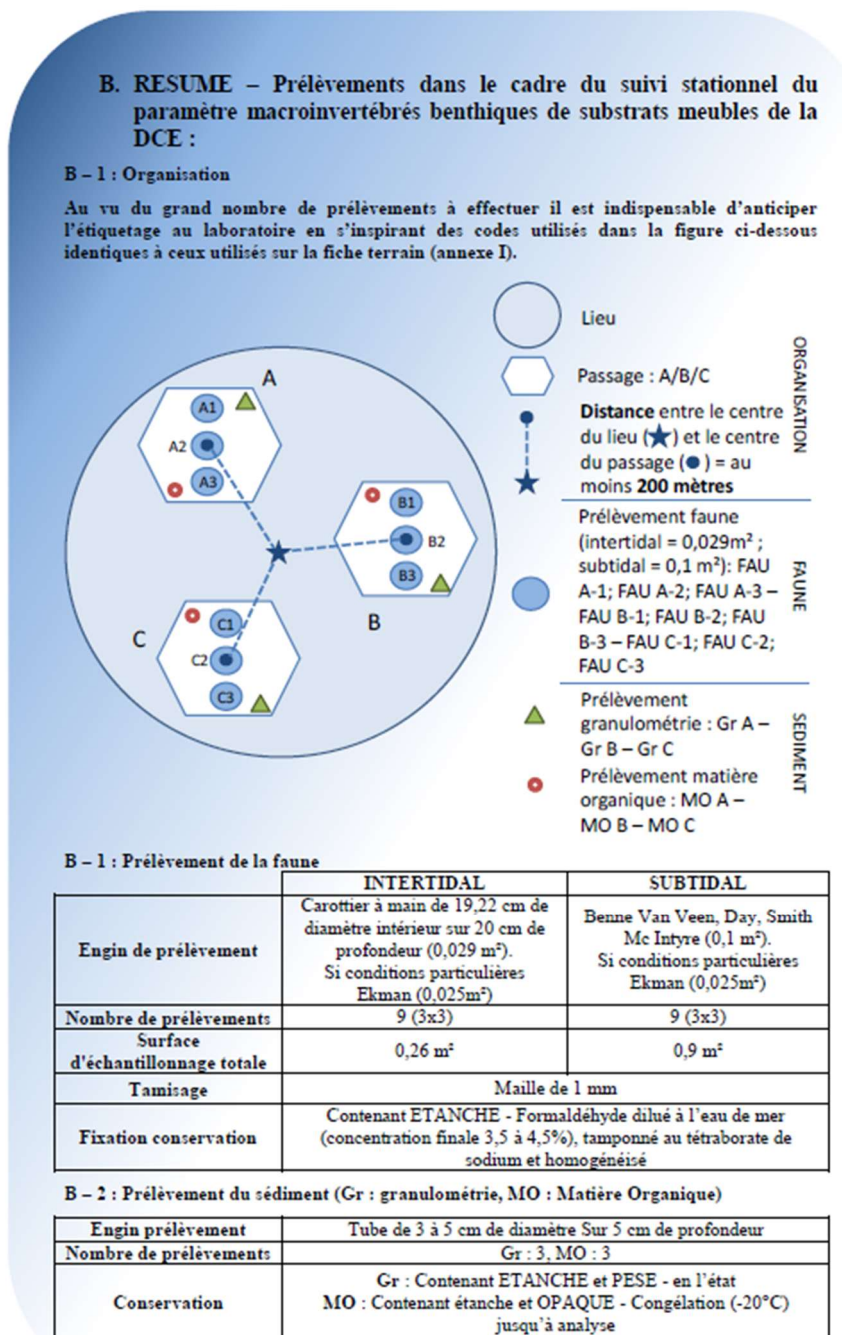 B. RESUME – Prélèvements dans le cadre du suivi stationnel du
paramètre macroinvertébrés benthiques de substrats meubles de la
DCE :
B – 1 : Organisation
Au vu du grand nombre de prélèvements à effectuer il est indispensable d'anticiper
l'étiquetage au laboratoire en s'inspirant des codes utilisés dans la figure ci-dessous
identiques à ceux utilisés sur la fiche terrain (annexe I).
A
A1
A2
A3
B1
B2
B3
B
C
C1
C2
C3
Lieu
Passage : A/B/C
Distance entre le centre
du lieu (★) et le centre
du passage (●) = au
moins 200 mètres
ORGANISATION
Prélèvement faune
(intertidal = 0,029m² ;
subtidal = 0,1 m²): FAU
A-1; FAU A-2; FAU A-3 –
FAU B-1; FAU B-2; FAU
B-3 – FAU C-1; FAU C-2;
FAU C-3
FAUNE
Prélèvement
granulométrie : Gr A –
Gr B – Gr C
Prélèvement matière
organique : MO A –
MO B – MO C
SEDIMENT
B – 1 : Prélèvement de la faune
INTERTIDAL
SUBTIDAL
Engin de prélèvement
Carottier à main de 19,22 cm de
diamètre intérieur sur 20 cm de
profondeur (0,029 m²).
Si conditions particulières
Ekman (0,025m²)
Benne Van Veen, Day, Smith
Mc Intyre (0,1 m²).
Si conditions particulières
Ekman (0,025m²)
Nombre de prélèvements
9 (3x3)
9 (3x3)
Surface
d'échantillonnage totale
0,26 m²
0,9 m²
Tamisage
Maille de 1 mm
Fixation conservation
Contenant ETANCHE - Formaldéhyde dilué à l'eau de mer
(concentration finale 3,5 à 4,5%), tamponné au tétraborate de
sodium et homogénéisé
B – 2 : Prélèvement du sédiment (Gr : granulométrie, MO : Matière Organique)
Engin prélèvement
Tube de 3 à 5 cm de diamètre Sur 5 cm de profondeur
Nombre de prélèvements
Gr : 3, MO : 3
Conservation
Gr : Contenant ETANCHE et PESE - en l'état
MO : Contenant étanche et OPAQUE - Congélation (-20°C)
jusqu'à analyse